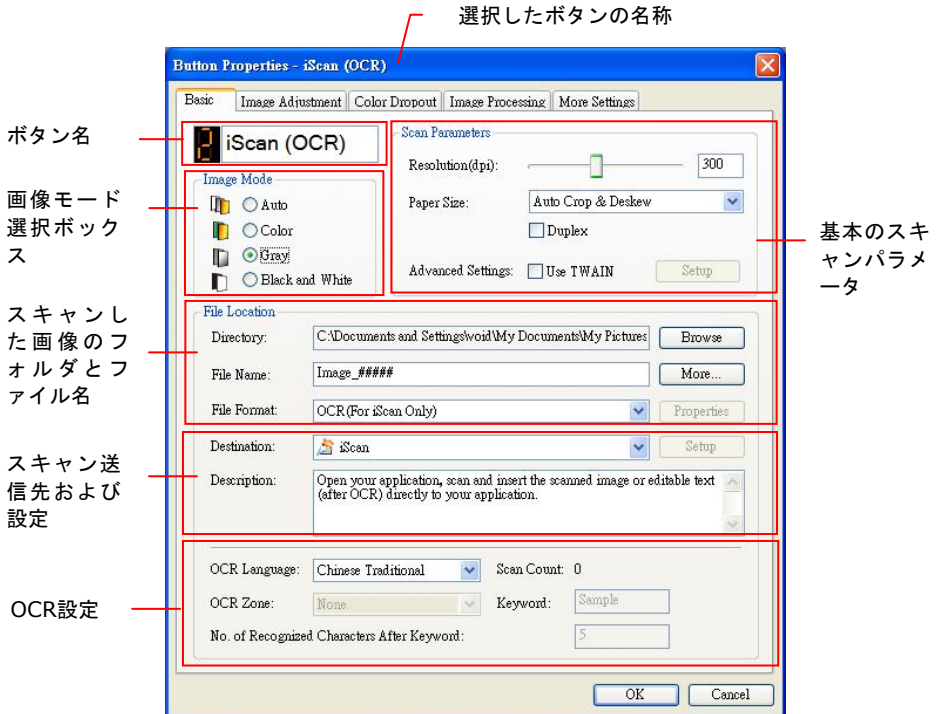 選択したボタンの名称
Button Properties - iScan (OCR)
Basic
Image Adjustment
Color Dropout
Image Processing
More Settings
ボタン名
2 iScan (OCR)
画像モード
選択ボック
ス
Image Mode
Auto
Color
Gray
Black and White
Scan Parameters
Resolution(dpi):
300
Paper Size:
Auto Crop & Deskew
Duplex
Advanced Settings:
Use TWAIN
Setup
基本のスキ
ャンパラメ
ータ
スキャンし
た画像のフ
ォルダとフ
ァイル名
File Location
Directory:
C:\Documents and Settings\void\My Documents\My Pictures
Browse
File Name:
Image_#####
More...
File Format:
OCR(For iScan Only)
Properties
スキャン送
信先および
設定
Destination:
iScan
Setup
Description:
Open your application, scan and insert the scanned image or editable text
(after OCR) directly to your application.
OCR設定
OCR Language:
Chinese Traditional
Scan Count: 0
OCR Zone:
None
Keyword:
Sample
No. of Recognized Characters After Keyword:
5
OK
Cancel